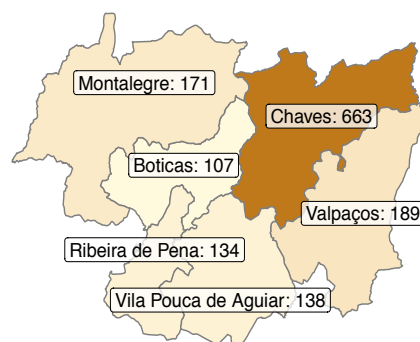 Montalegre: 171
Chaves: 663
Boticas: 107
Valpaços: 189
Ribeira de Pena: 134
Vila Pouca de Aguiar: 138